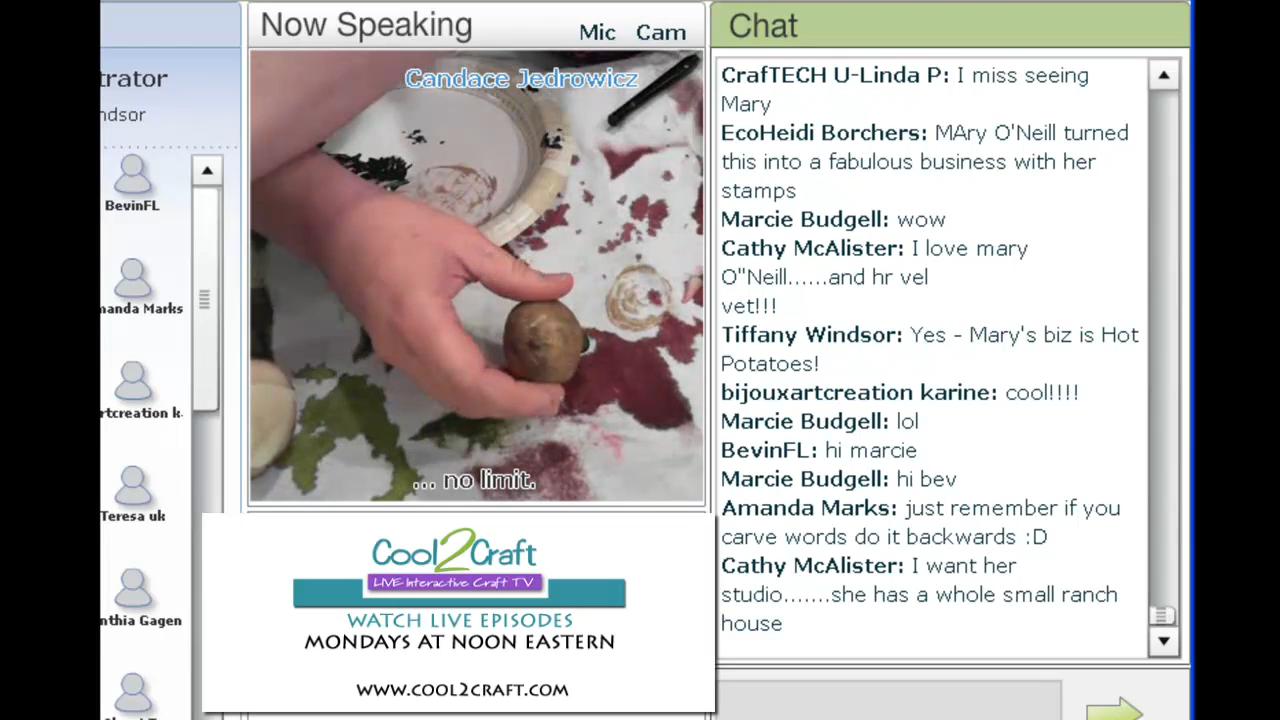 trator
ndsor
BevinFL
nanda Marks
rtcreation k
Teresa uk
nthia Gagen
Now Speaking
Mic Cam
Candace Jedrowicz
... no limit.
Cool2Craft
LIVE Interactive Craft TV
WATCH LIVE EPISODES
MONDAYS AT NOON EASTERN
WWW.COOL2CRAFT.COM
Chat
CrafTECH U-Linda P: I miss seeing
Mary
EcoHeidi Borchers: MAry O'Neill turned
this into a fabulous business with her
stamps
Marcie Budgell: wow
Cathy McAlister: I love mary
O"Neill......and hr vel
vet!!!
Tiffany Windsor: Yes - Mary's biz is Hot
Potatoes!
bijouxartcreation karine: cool!!!!
Marcie Budgell: lol
BevinFL: hi marcie
Marcie Budgell: hi bev
Amanda Marks: just remember if you
carve words do it backwards :D
Cathy McAlister: I want her
studio.......she has a whole small ranch
house